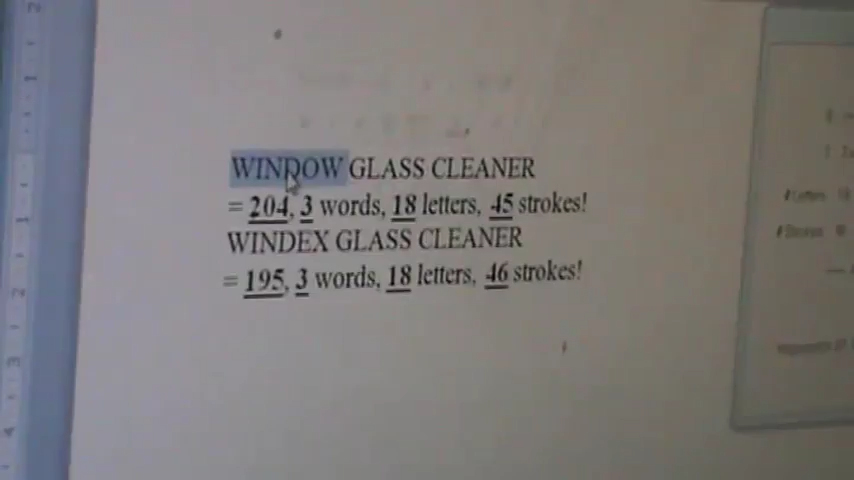 WINDOW GLASS CLEANER
= 204, 3 words, 18 letters, 45 strokes!
WINDEX GLASS CLEANER
= 195, 3 words, 18 letters, 46 strokes!